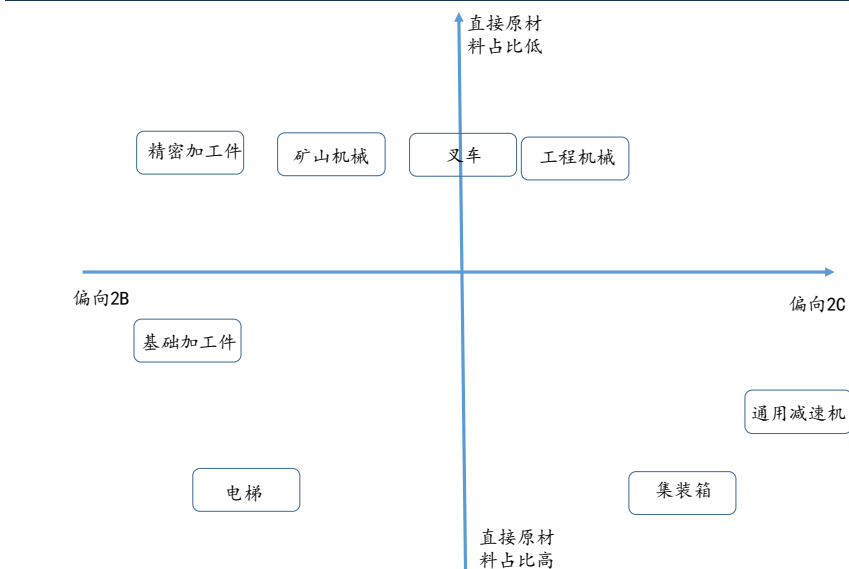 直接原材
料占比低
精密加工件
矿山机械
叉车
工程机械
偏向2B
偏向2C
基础加工件
通用减速机
电梯
集装箱
直接原材
料占比高